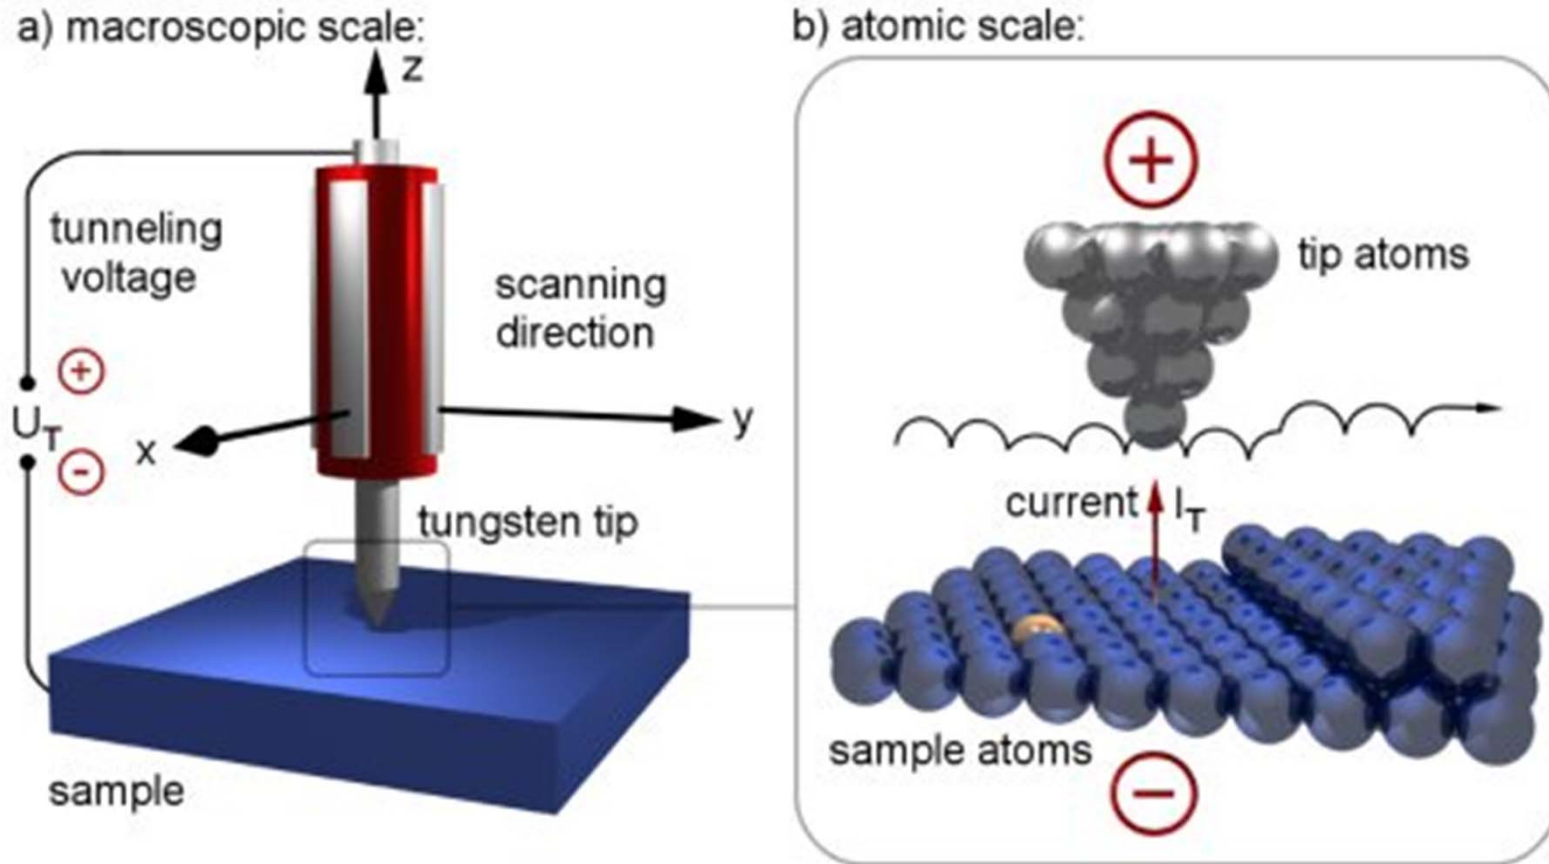 a) macroscopic scale:
z
tunneling
voltage
scanning
direction
+
U_T
-
x
y
tungsten tip
sample
b) atomic scale:
+
tip atoms
current I_T
sample atoms
-